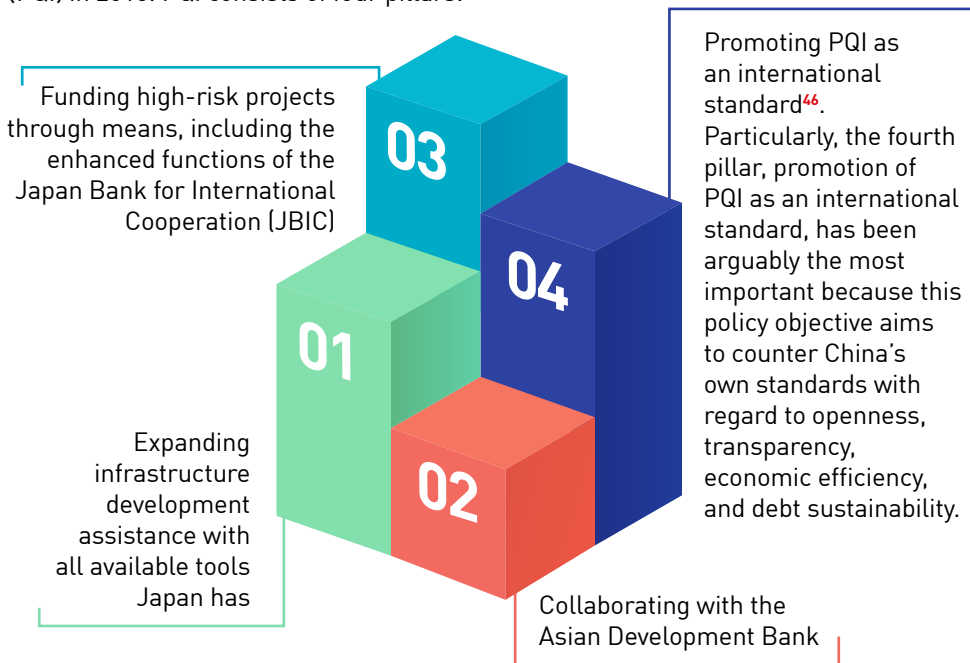 Funding high-risk projects
through means, including the
enhanced functions of the
Japan Bank for International
Cooperation (JBIC)
03
Promoting PQI as
an international
standard46.
Particularly, the fourth
pillar, promotion of
PQI as an international
standard, has been
arguably the most
important because this
policy objective aims
to counter China's
own standards with
regard to openness,
transparency,
economic efficiency,
and debt sustainability.
04
01
Expanding
infrastructure
development
assistance with
all available tools
Japan has
02
Collaborating with the
Asian Development Bank